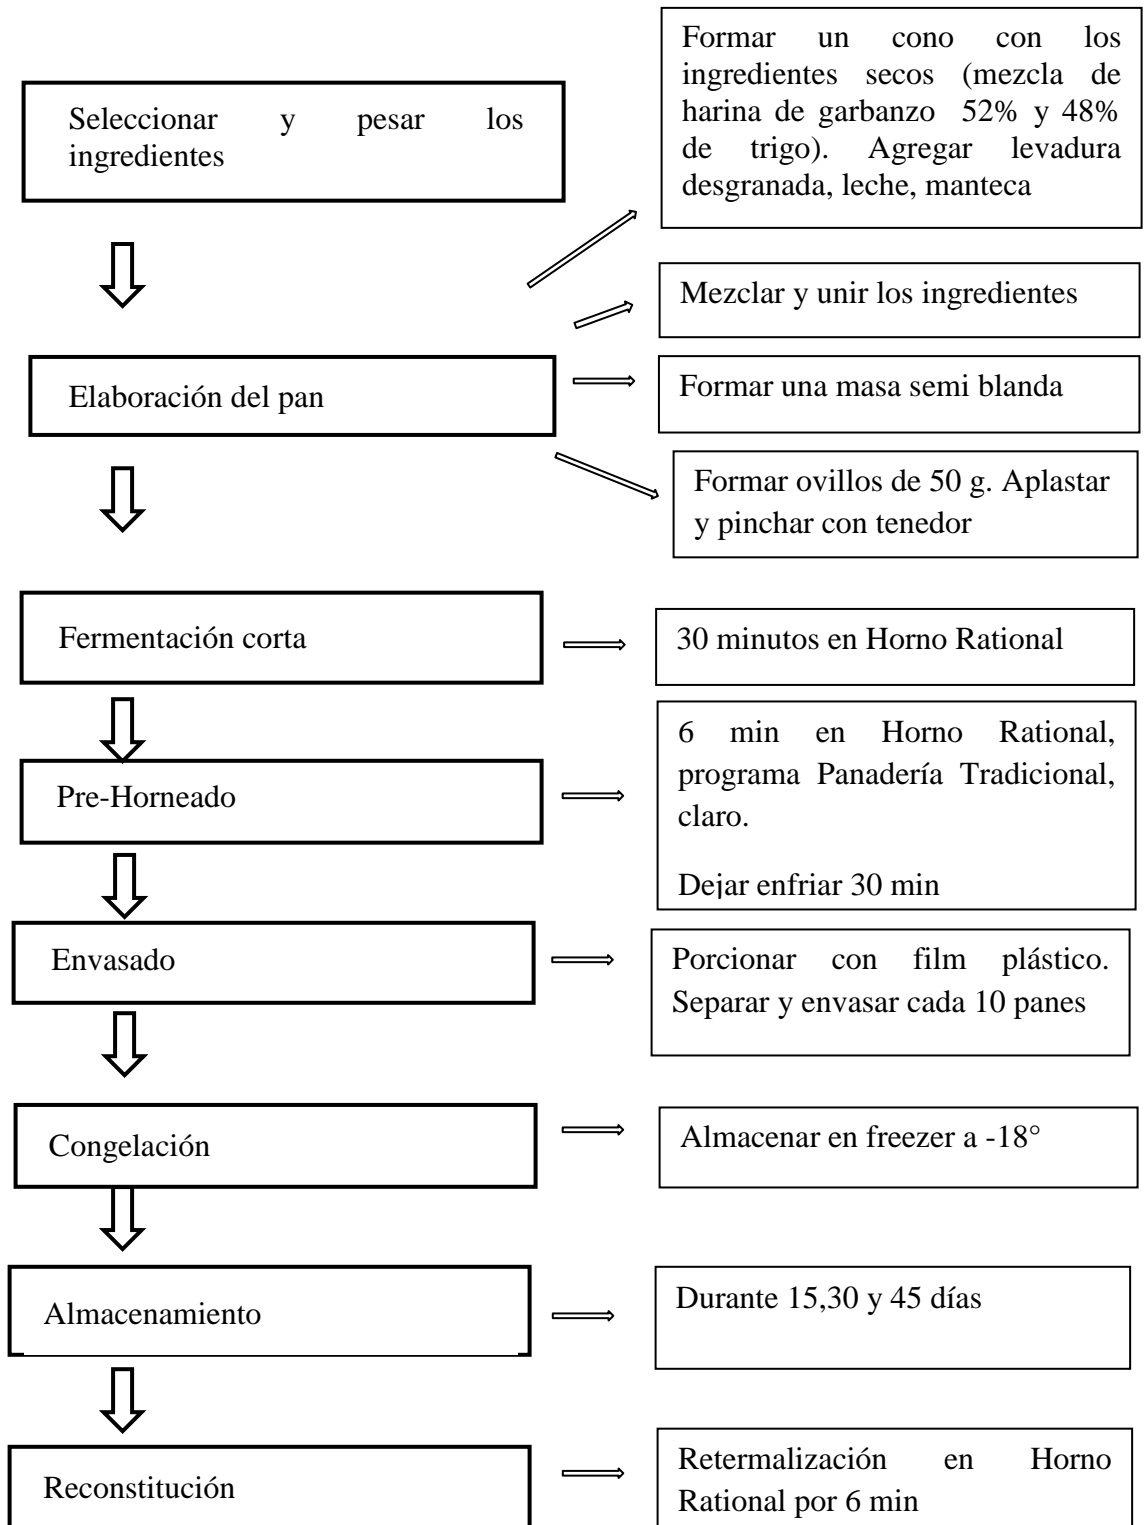 Seleccionar y pesar los
ingredientes
Formar un cono con los
ingredientes secos (mezcla de
harina de garbanzo 52% y 48%
de trigo). Agregar levadura
desgranada, leche, manteca
Mezclar y unir los ingredientes
Elaboración del pan
Formar una masa semi blanda
Formar ovillos de 50 g. Aplastar
y pinchar con tenedor
Fermentación corta
30 minutos en Horno Rational
Pre-Horneado
6 min en Horno Rational,
programa Panadería Tradicional,
claro.
Dejar enfriar 30 min
Envasado
Porcionar con film plástico.
Separar y envasar cada 10 panes
Congelación
Almacenar en freezer a -18°
Almacenamiento
Durante 15,30 y 45 días
Reconstitución
Retermalización en Horno
Rational por 6 min